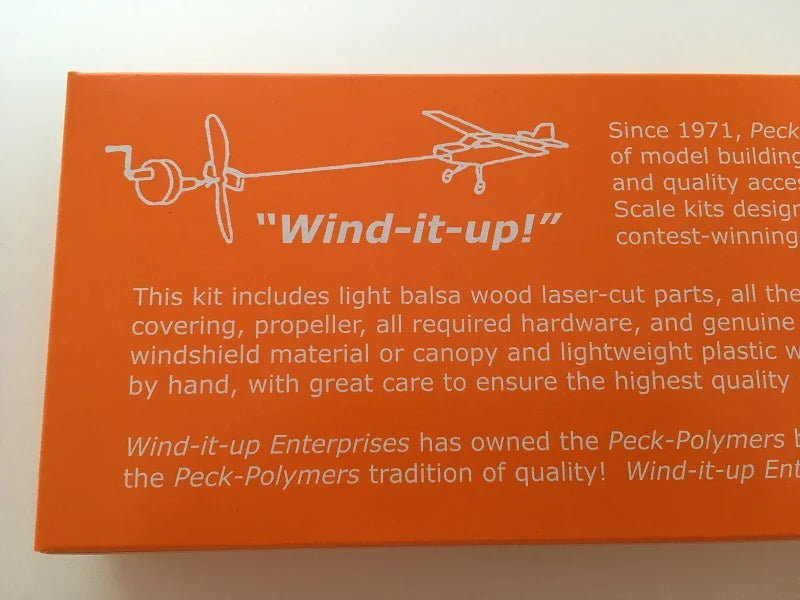 Since 1971, Peck-
of model building
and quality
Scale kits
contest-winning
"Wind-it-up!"
This kit includes light balsa wood laser-cut parts, all the
covering, propeller, all required hardware, and genuine
windshield material or canopy and lightweight plastic
by hand, with great care to ensure the highest quality
Wind-it-up Enterprises has owned the Peck-Polymers
the Peck-Polymers tradition of quality! Wind-it-up